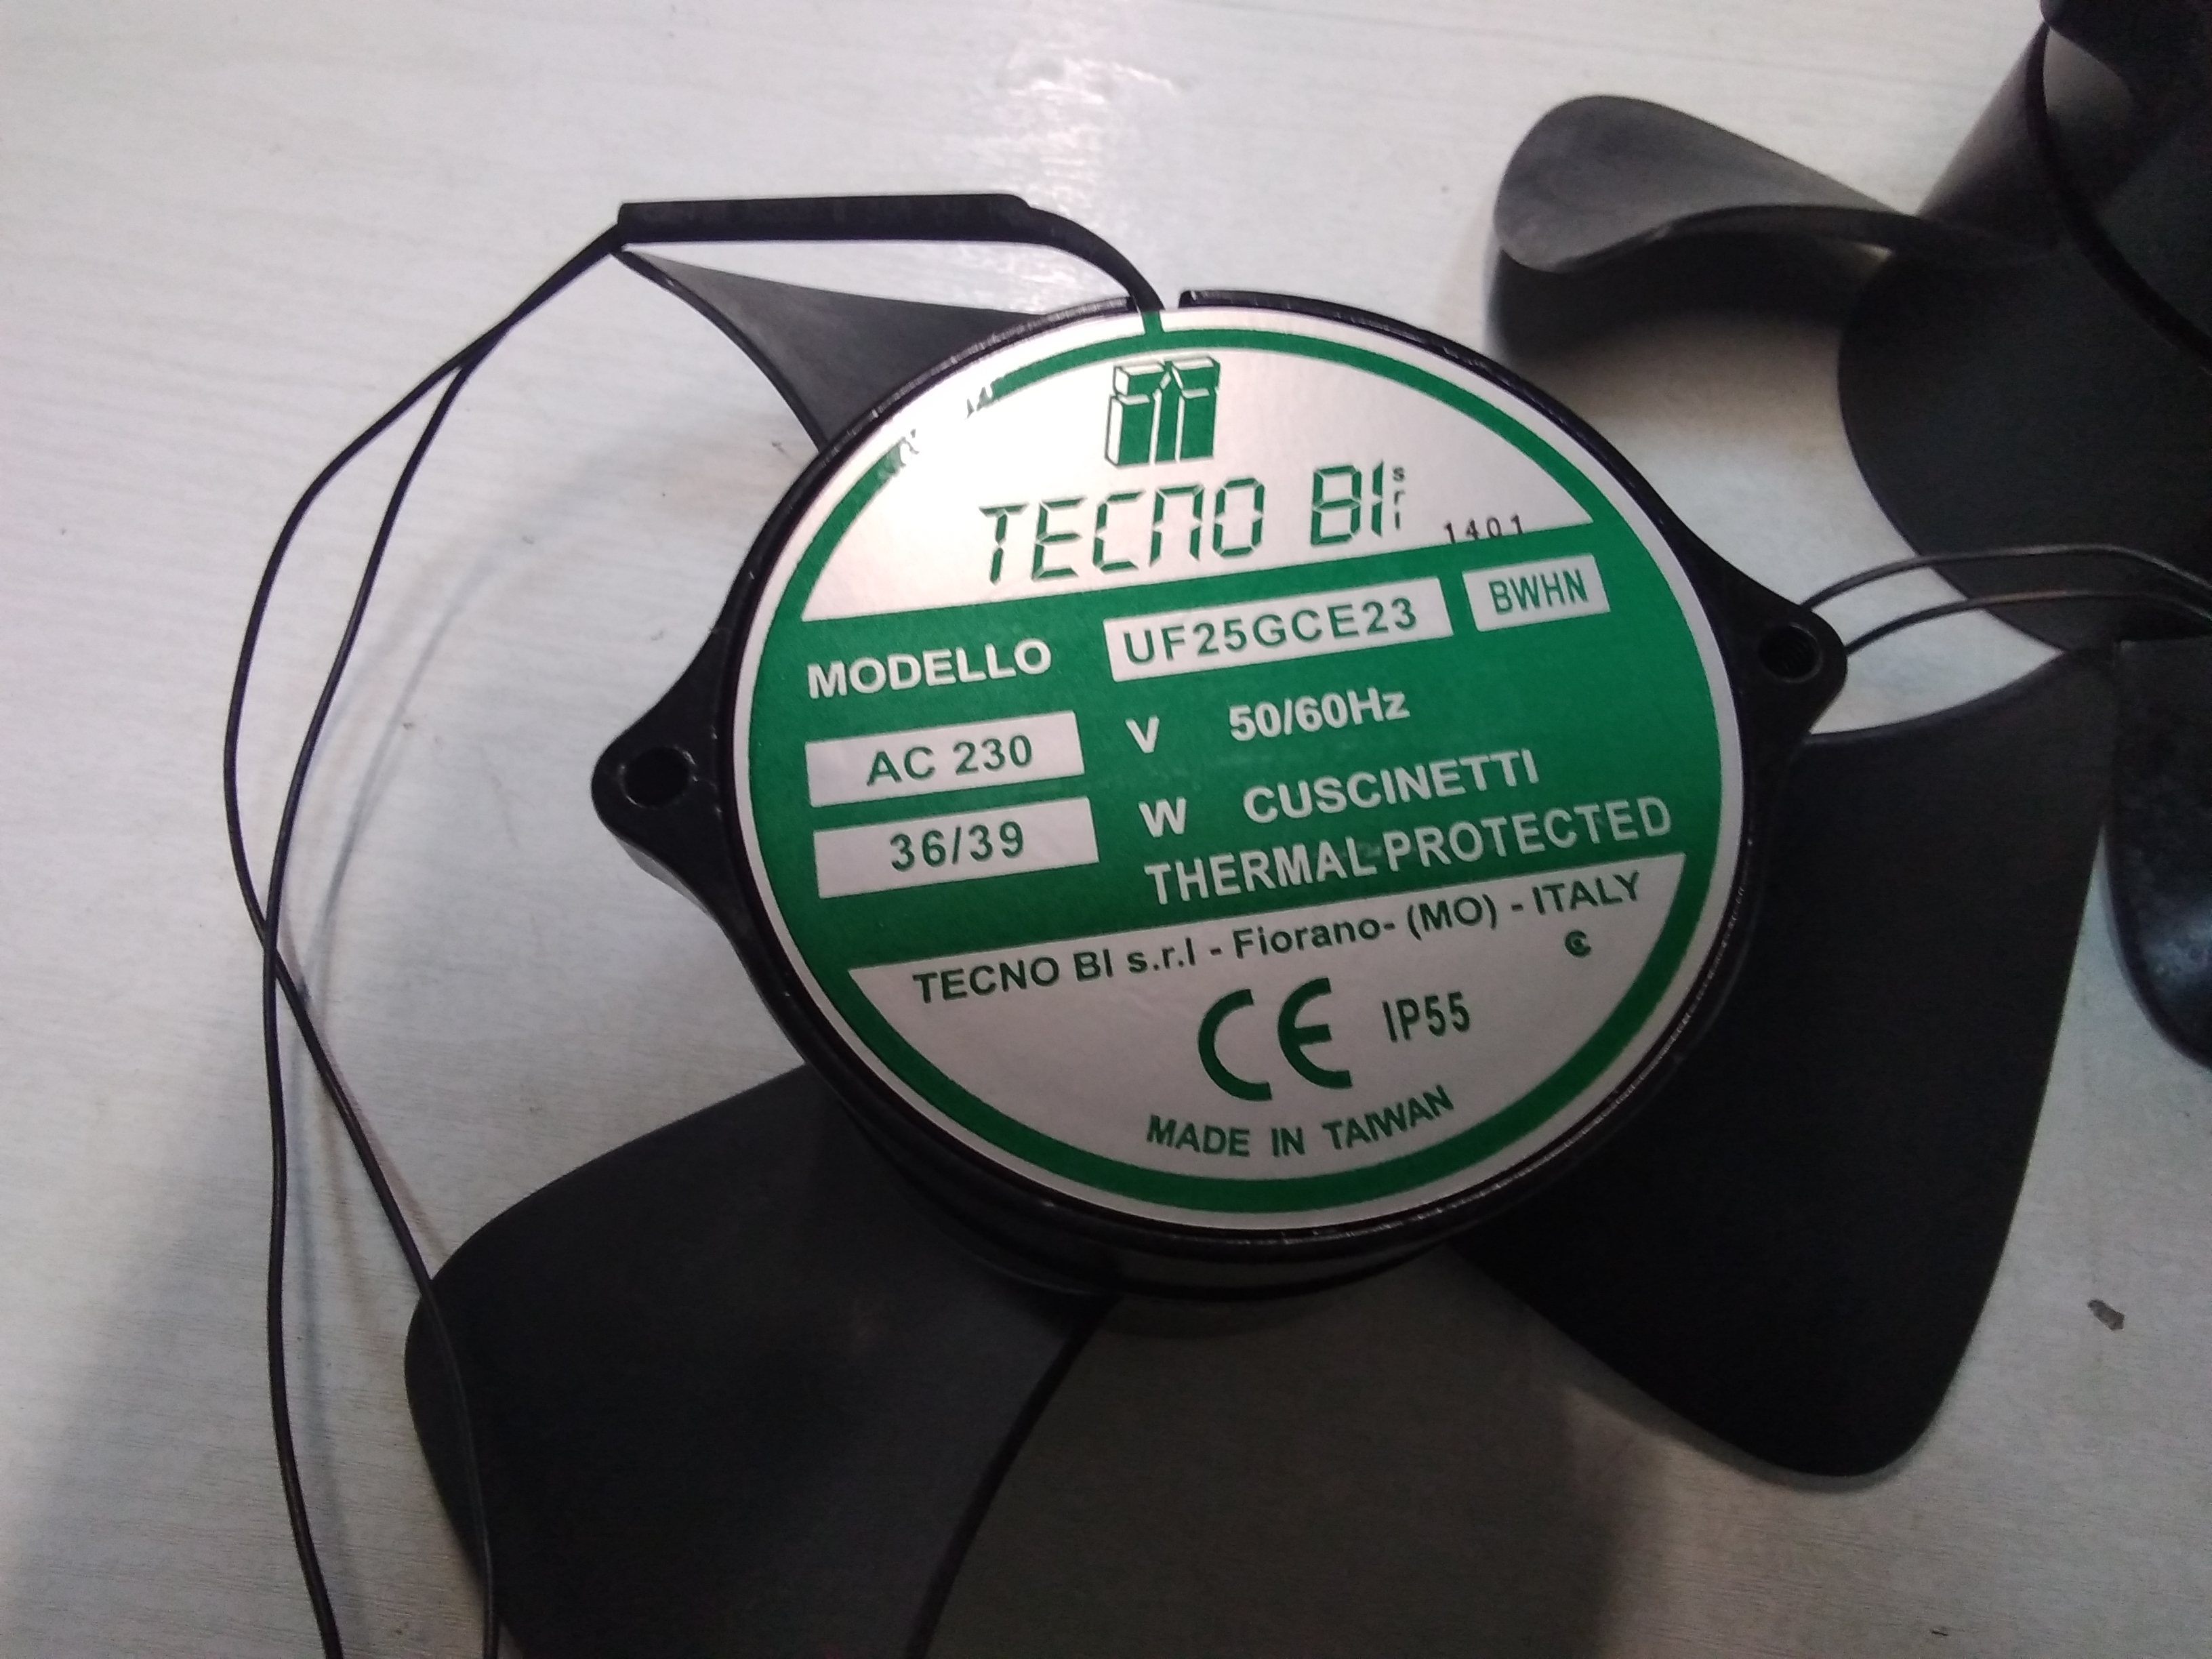 TECNO BI srl
1401
MODELLO UF25GCE23 BWHN
AC 230 V 50/60Hz
36/39 W CUSCINETTI
THERMAL PROTECTED
TECNO BI s.r.l - Fiorano- (MO) - ITALY
CE IP55
MADE IN TAIWAN